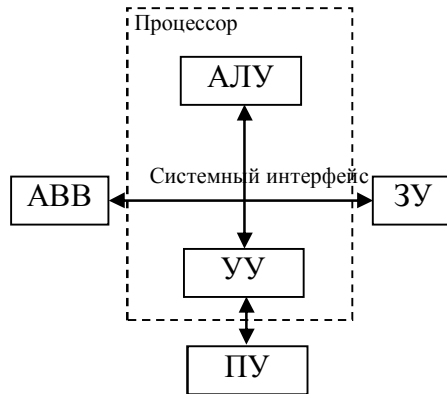 Процессор
АЛУ
Системный интерфейс
АВВ
ЗУ
УУ
ПУ